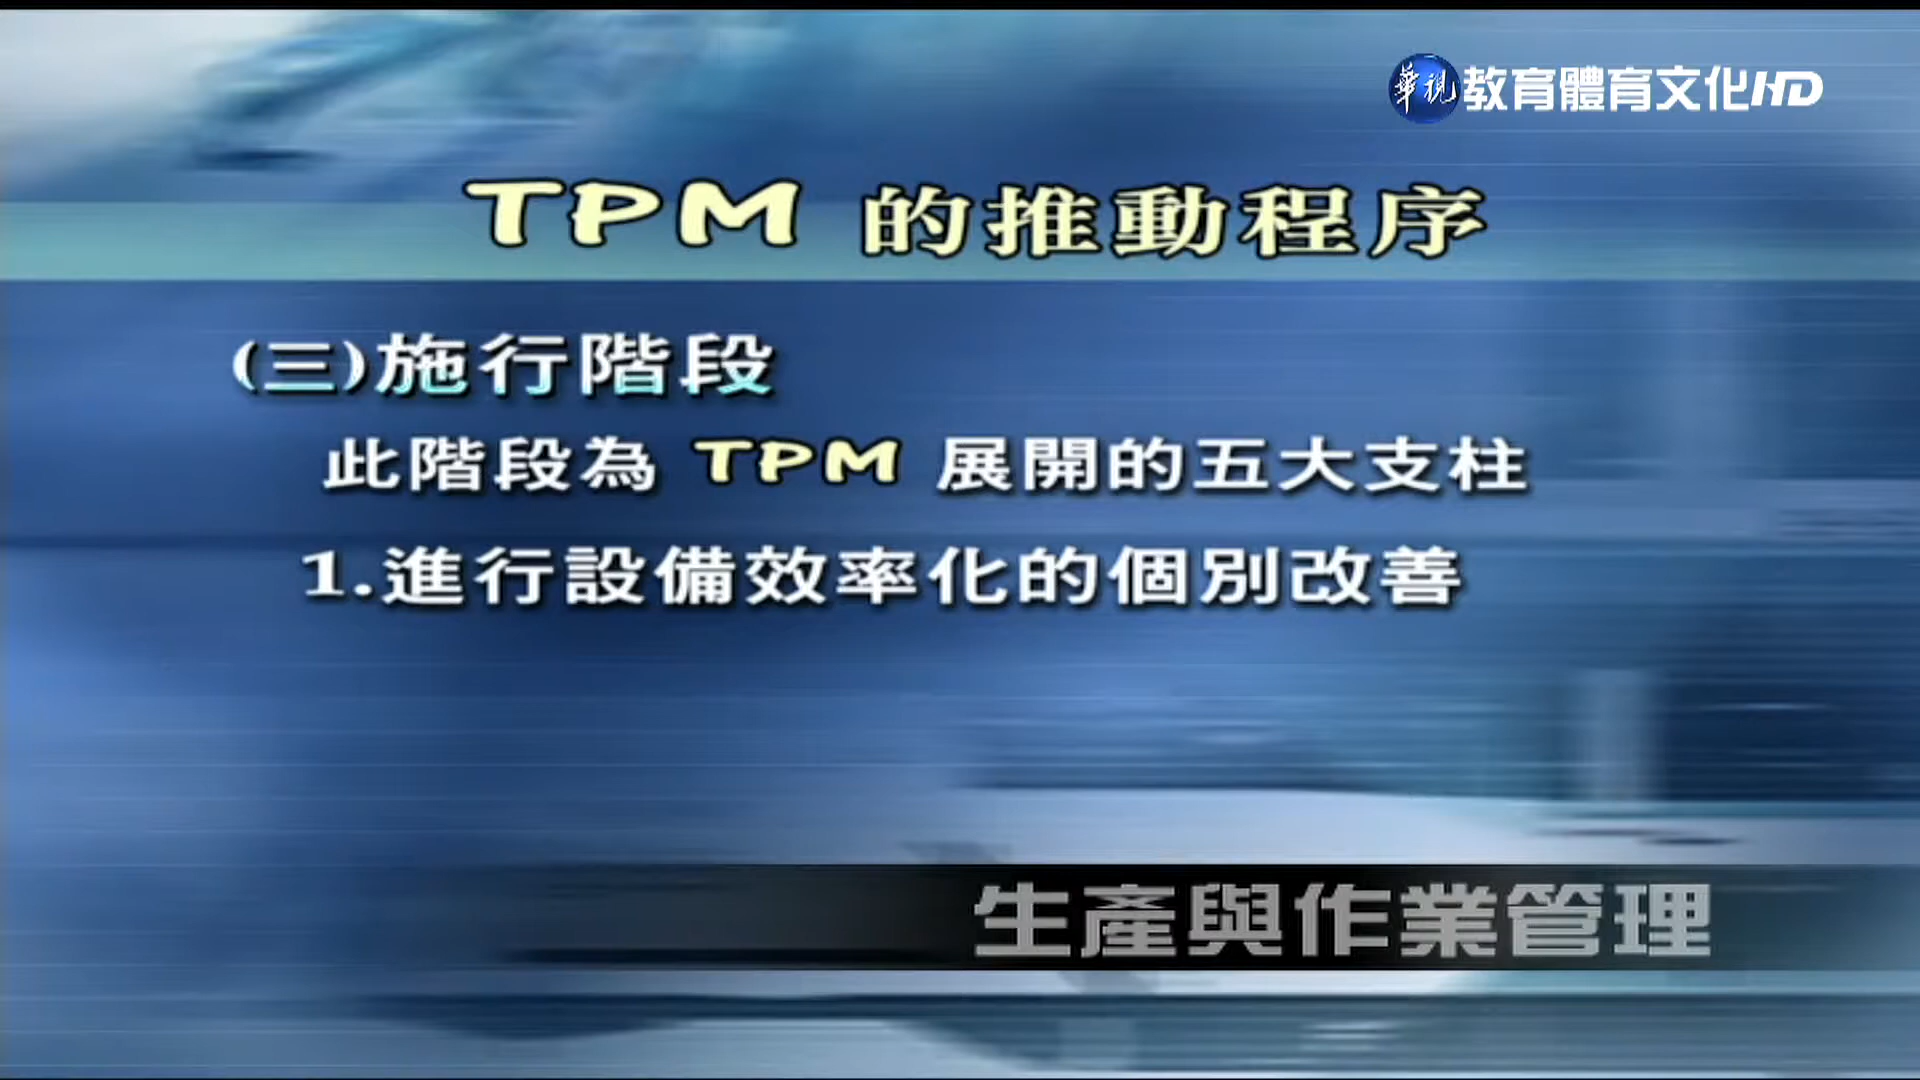 華視 教育體育文化HD
TPM 的推動程序
(三)施行階段
此階段為 TPM 展開的五大支柱
1.進行設備效率化的個別改善
生產與作業管理